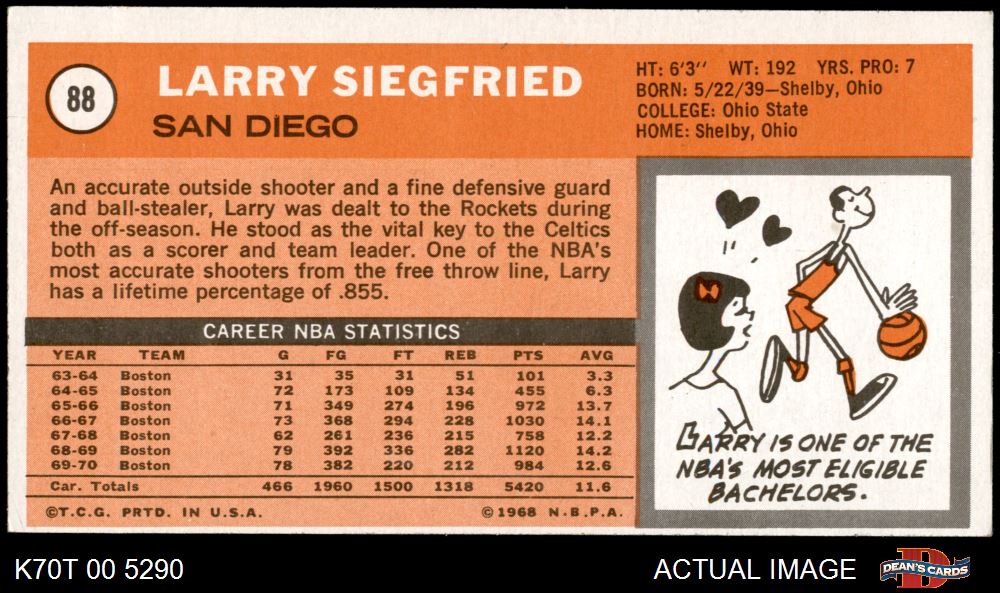 88
LARRY SIEGFRIED
SAN DIEGO
HT: 6'3'' WT: 192 YRS. PRO: 7
BORN: 5/22/39—Shelby, Ohio
COLLEGE: Ohio State
HOME: Shelby, Ohio
An accurate outside shooter and a fine defensive guard
and ball-stealer, Larry was dealt to the Rockets during
the off-season. He stood as the vital key to the Celtics
both as a scorer and team leader. One of the NBA's
most accurate shooters from the free throw line, Larry
has a lifetime percentage of .855.
CAREER NBA STATISTICS
YEAR TEAM G FG FT REB PTS AVG
63-64 Boston 31 35 31 51 101 3.3
64-65 Boston 72 173 109 134 455 6.3
65-66 Boston 71 349 274 196 972 13.7
66-67 Boston 73 368 294 228 1030 14.1
67-68 Boston 62 261 236 215 758 12.2
68-69 Boston 79 392 336 282 1120 14.2
69-70 Boston 78 382 220 212 984 12.6
Car. Totals 466 1960 1500 1318 5420 11.6
©T.C.G. PRTD. IN U.S.A. ©1968 N.B.P.A.
LARRY IS ONE OF THE
NBA'S MOST ELIGIBLE
BACHELORS.
K70T 00 5290
ACTUAL IMAGE
DEAN'S CARDS